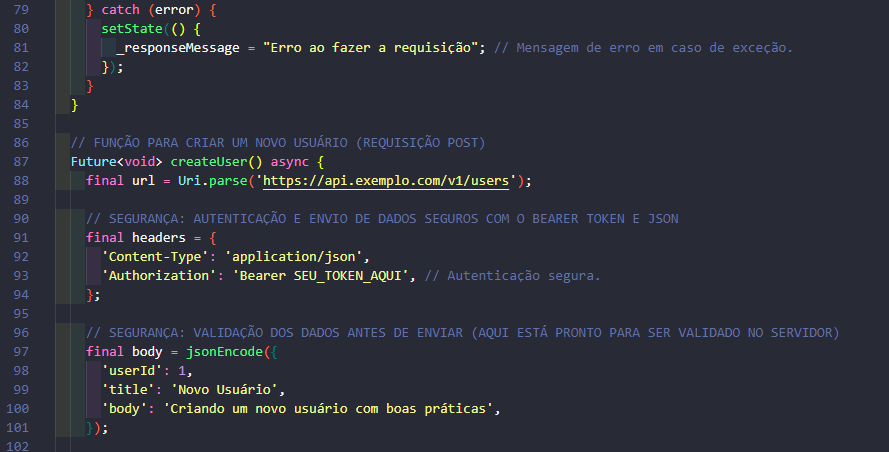 79 } catch (error) {
80 setState(() {
81 _responseMessage = "Erro ao fazer a requisição"; // Mensagem de erro em caso de exceção.
82 });
83 }
84 }
85
86 // FUNÇÃO PARA CRIAR UM NOVO USUÁRIO (REQUISIÇÃO POST)
87 Future<void> createUser() async {
88 final url = Uri.parse('https://api.exemplo.com/v1/users');
89
90 // SEGURANÇA: AUTENTICAÇÃO E ENVIO DE DADOS SEGUROS COM O BEARER TOKEN E JSON
91 final headers = {
92 'Content-Type': 'application/json',
93 'Authorization': 'Bearer SEU_TOKEN_AQUI', // Autenticação segura.
94 };
95
96 // SEGURANÇA: VALIDAÇÃO DOS DADOS ANTES DE ENVIAR (AQUI ESTÁ PRONTO PARA SER VALIDADO NO SERVIDOR)
97 final body = jsonEncode({
98 'userId': 1,
99 'title': 'Novo Usuário',
100 'body': 'Criando um novo usuário com boas práticas',
101 });
102